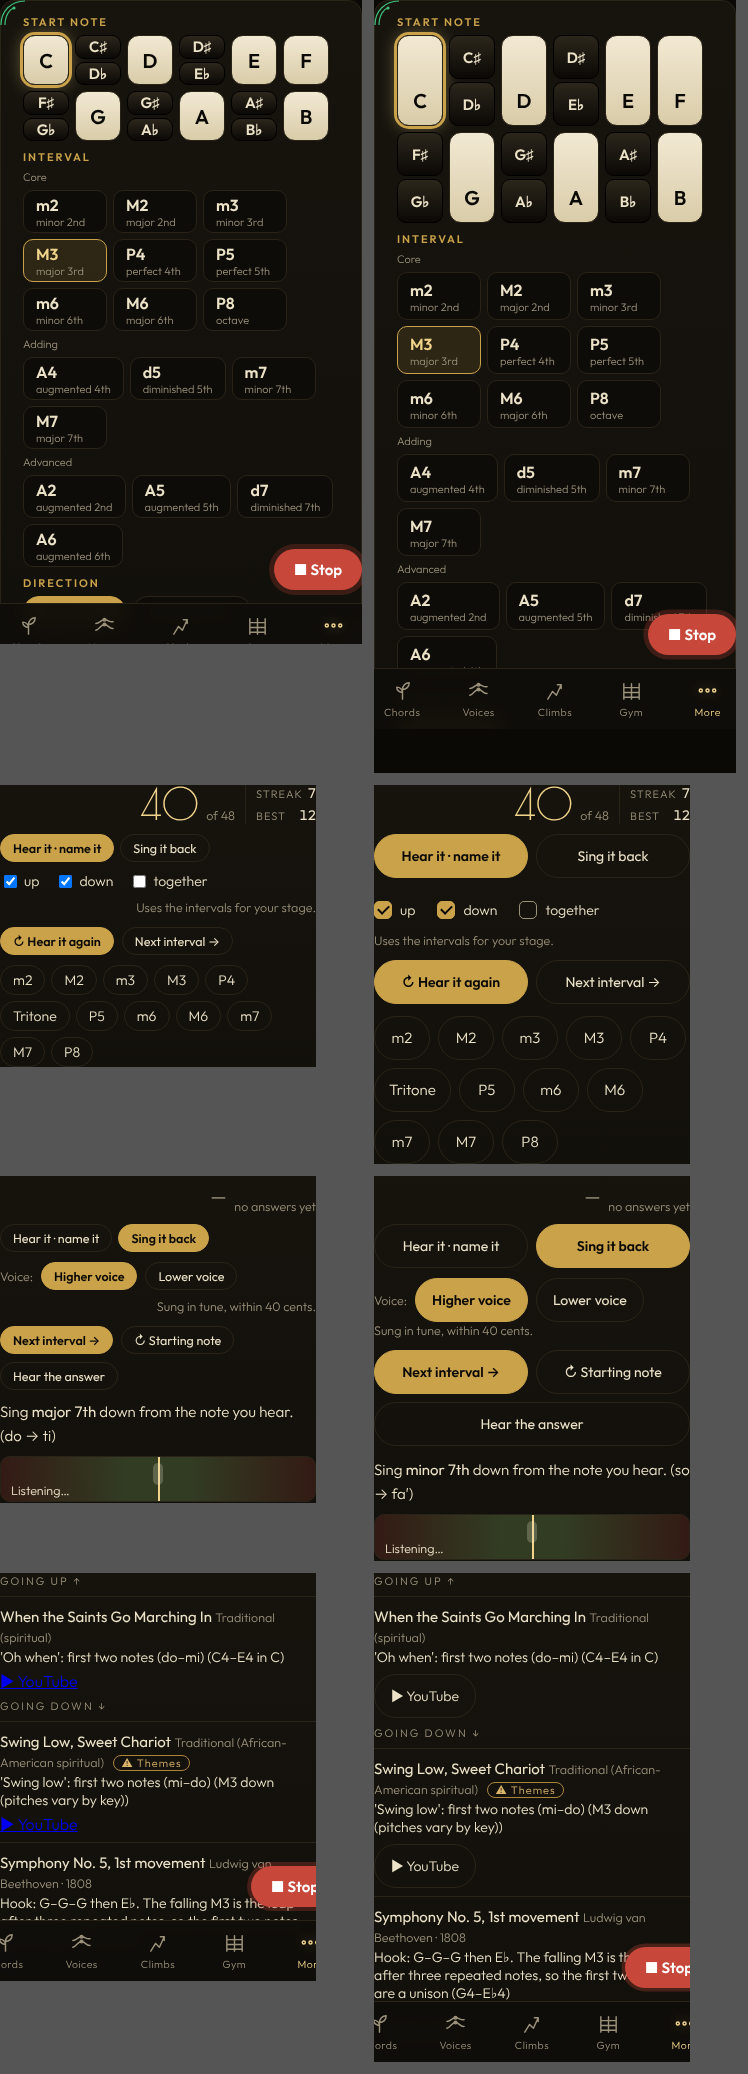 START NOTE
C C♯ D D♯ E F
D♭ E♭
F♯ G G♯ A A♯ B
G♭ A♭ B♭
INTERVAL
Core
m2 M2 m3
minor 2nd major 2nd minor 3rd
M3 P4 P5
major 3rd perfect 4th perfect 5th
m6 M6 P8
minor 6th major 6th octave
Adding
A4 d5 m7
augmented 4th diminished 5th minor 7th
M7
major 7th
Advanced
A2 A5 d7
augmented 2nd augmented 5th diminished 7th
A6
augmented 6th
■ Stop
DIRECTION
START NOTE
C♯ D♯
C D♭ D E♭ E F
F♯ G♯ A♯
G♭ G A♭ A B♭ B
INTERVAL
Core
m2 M2 m3
minor 2nd major 2nd minor 3rd
M3 P4 P5
major 3rd perfect 4th perfect 5th
m6 M6 P8
minor 6th major 6th octave
Adding
A4 d5 m7
augmented 4th diminished 5th minor 7th
M7
major 7th
Advanced
A2 A5 d7
augmented 2nd augmented 5th
■ Stop
A6
Chords Voices Climbs Gym More
40 of 48 STREAK 7
BEST 12
Hear it · name it Sing it back
up down together
Uses the intervals for your stage.
↻ Hear it again Next interval →
m2 M2 m3 M3 P4
Tritone P5 m6 M6 m7
M7 P8
40 of 48 STREAK 7
BEST 12
Hear it · name it Sing it back
up down together
Uses the intervals for your stage.
↻ Hear it again Next interval →
m2 M2 m3 M3 P4
Tritone P5 m6 M6
m7 M7 P8
— no answers yet
Hear it · name it Sing it back
Voice: Higher voice Lower voice
Sung in tune, within 40 cents.
Next interval → ↻ Starting note
Hear the answer
Sing major 7th down from the note you hear.
(do → ti)
Listening...
— no answers yet
Hear it · name it Sing it back
Voice: Higher voice Lower voice
Sung in tune, within 40 cents.
Next interval → ↻ Starting note
Hear the answer
Sing minor 7th down from the note you hear. (so
→ fa')
Listening...
GOING UP ↑
When the Saints Go Marching In Traditional
(spiritual)
'Oh when': first two notes (do–mi) (C4–E4 in C)
▶ YouTube
GOING DOWN ↓
Swing Low, Sweet Chariot Traditional (African-
American spiritual) ⚠ Themes
'Swing low': first two notes (mi–do) (M3 down
(pitches vary by key))
▶ YouTube
Symphony No. 5, 1st movement Ludwig van
Beethoven · 1808
Hook: G–G–G then E♭. The falling M3 is the leap
after three repeated notes, so the first two notes
■ Stop
ords Voices Climbs Gym Mor
GOING UP ↑
When the Saints Go Marching In Traditional
(spiritual)
'Oh when': first two notes (do–mi) (C4–E4 in C)
▶ YouTube
GOING DOWN ↓
Swing Low, Sweet Chariot Traditional (African-
American spiritual) ⚠ Themes
'Swing low': first two notes (mi–do) (M3 down
(pitches vary by key))
▶ YouTube
Symphony No. 5, 1st movement Ludwig van
Beethoven · 1808
Hook: G–G–G then E♭. The falling M3 is th
after three repeated notes, so the first tw
are a unison (G4–E♭4)
■ Stop
ords Voices Climbs Gym Mor